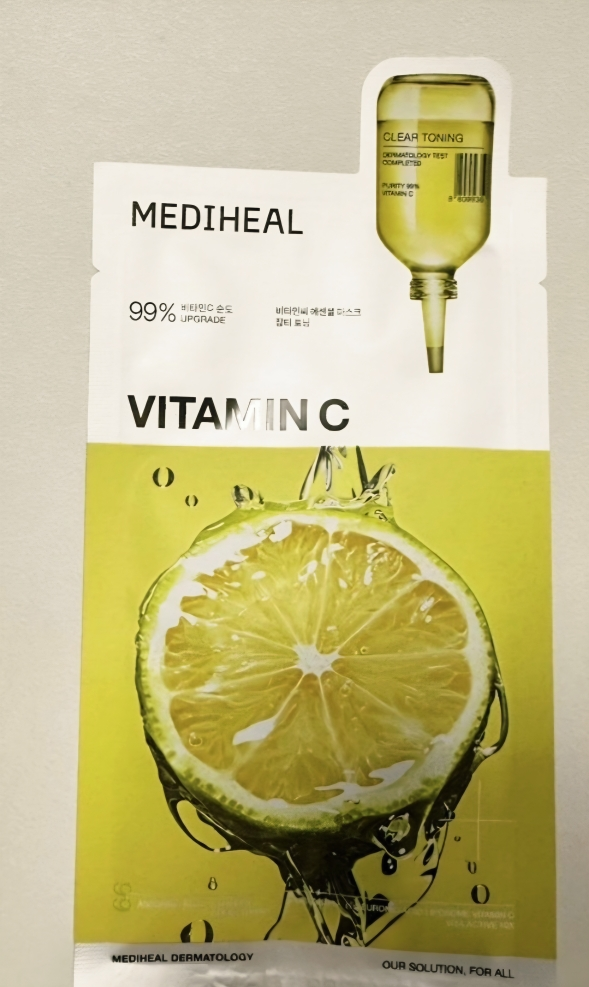 CLEAR TONING
DERMATOLOGY TEST
COMPLETED
PURITY 99%
VITAMIN C
MEDIHEAL
99% 비타민C 순도
UPGRADE
비타민씨 에센셜 마스크
잡티 토닝
VITAMIN C
VITAMIN C
MEDIHEAL DERMATOLOGY
OUR SOLUTION, FOR ALL